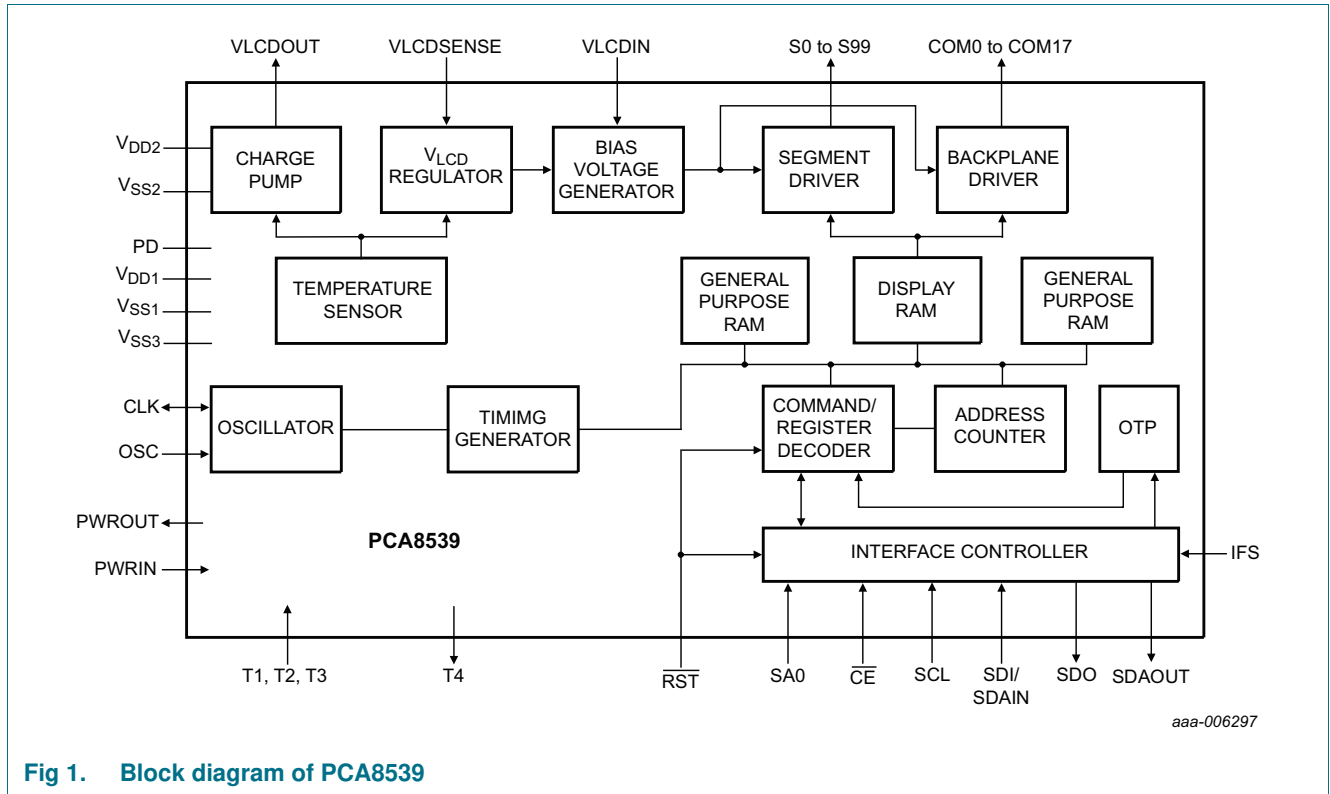 VLCDOUT VLCDSENSE VLCDIN S0 to S99 COM0 to COM17
VDD2
VSS2
PD
VDD1
VSS1
VSS3
CLK
OSC
PWROUT
PWRIN
CHARGE
PUMP
VLCD
REGULATOR
BIAS
VOLTAGE
GENERATOR
SEGMENT
DRIVER
BACKPLANE
DRIVER
TEMPERATURE
SENSOR
GENERAL
PURPOSE
RAM
DISPLAY
RAM
GENERAL
PURPOSE
RAM
OSCILLATOR
TIMIMG
GENERATOR
COMMAND/
REGISTER
DECODER
ADDRESS
COUNTER
OTP
PCA8539
INTERFACE CONTROLLER
IFS
T1, T2, T3
T4
RST
SA0
CE
SCL
SDI/
SDAIN
SDO
SDAOUT
aaa-006297
Fig 1. Block diagram of PCA8539